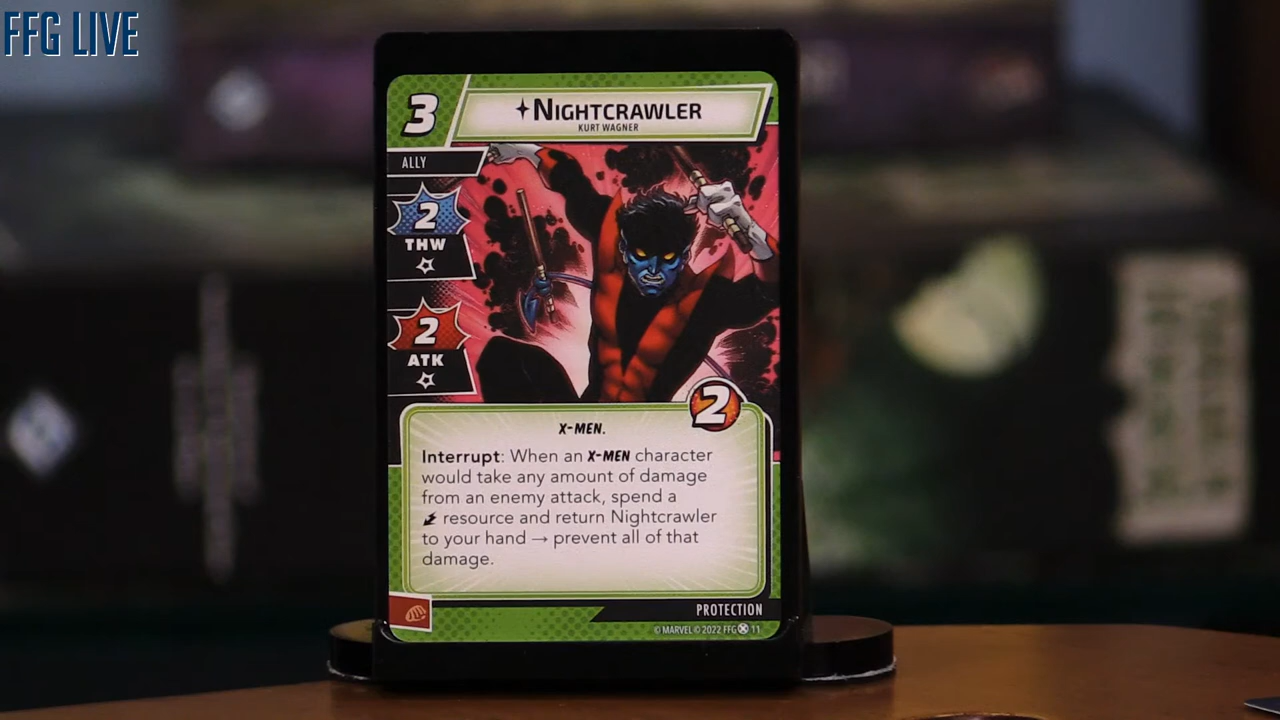 FFG LIVE
3
NIGHTCRAWLER
KURT WAGNER
ALLY
2
THW
2
ATK
2
X-MEN.
Interrupt: When an X-MEN character
would take any amount of damage
from an enemy attack, spend a
resource and return Nightcrawler
to your hand → prevent all of that
damage.
PROTECTION
© MARVEL © 2022 FFG 11